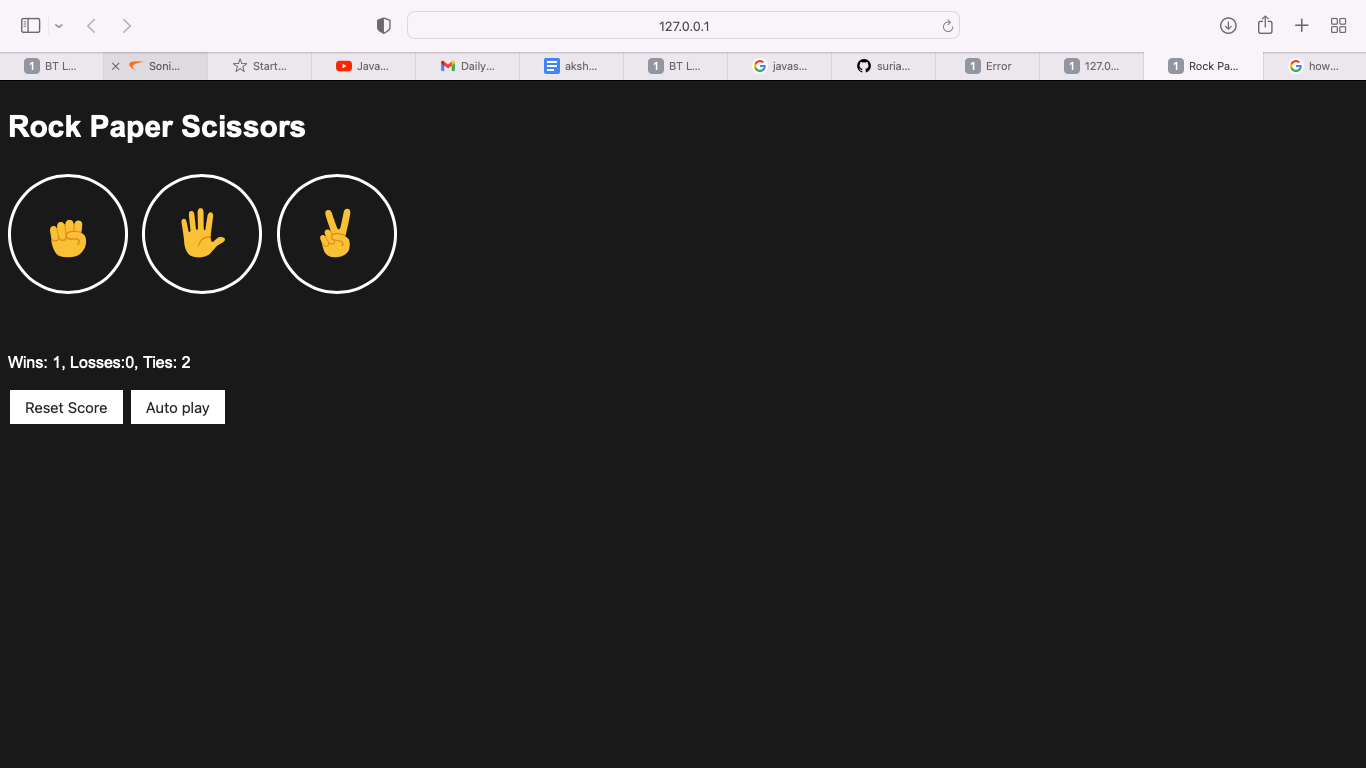 127.0.0.1
1 BT L...
Soni...
Start...
Java...
Daily...
aksh...
1 BT L...
javas...
suria...
1 Error
1 127.0...
1 Rock Pa...
how...
Rock Paper Scissors
Wins: 1, Losses:0, Ties: 2
Reset Score
Auto play